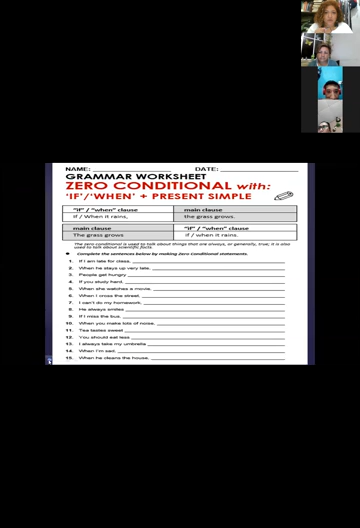 NAME: DATE:
GRAMMAR WORKSHEET
ZERO CONDITIONAL with:
'IF'/'WHEN' + PRESENT SIMPLE
"if" / "when" clause main clause
If / When it rains, the grass grows.
main clause "if" / "when" clause
The grass grows if / when it rains.
The zero conditional is used to talk about things that are always, or generally, true; it is also
used to talk about scientific facts.
Complete the sentences below by making Zero Conditional statements.
1. If I am late for class,
2. When he stays up very late,
3. People get hungry
4. If you study hard,
5. When she watches a movie,
6. When I cross the street,
7. I can't do my homework
8. He always smiles
9. If I miss the bus,
10. When you make lots of noise,
11. Tea tastes sweet
12. You should eat less
13. I always take my umbrella
14. When I'm sad,
15. When he cleans the house,